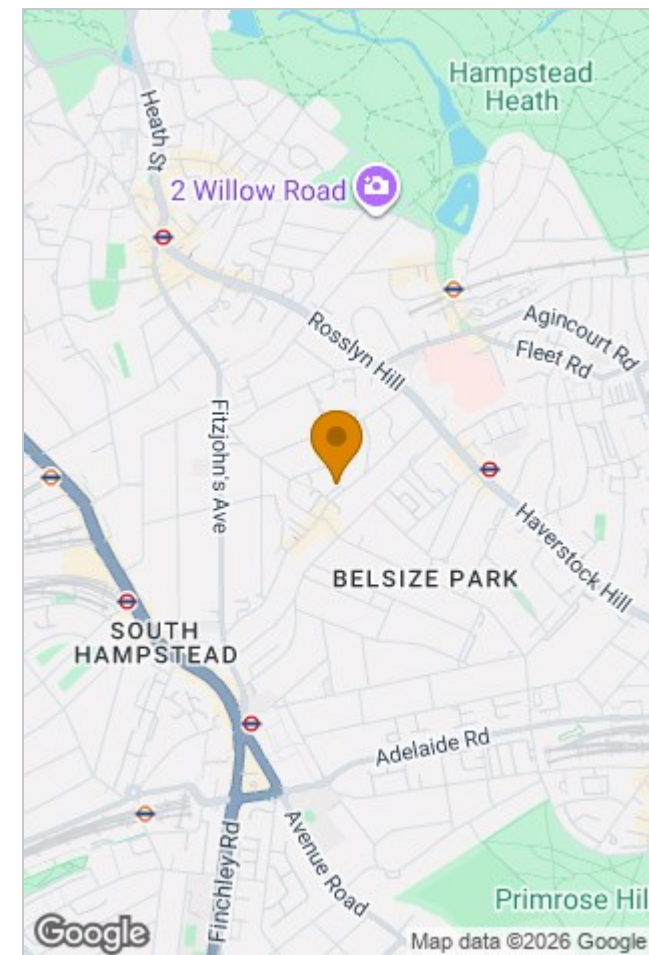 Hampstead
Heath
Heath St
2 Willow Road
Rosslyn Hill
Agincourt Rd
Fleet Rd
Fitzjohn's Ave
Haverstock Hill
BELSIZE PARK
SOUTH
HAMPSTEAD
Adelaide Rd
Finchley Rd
Avenue Road
Primrose Hil
Google
Map data ©2026 Google